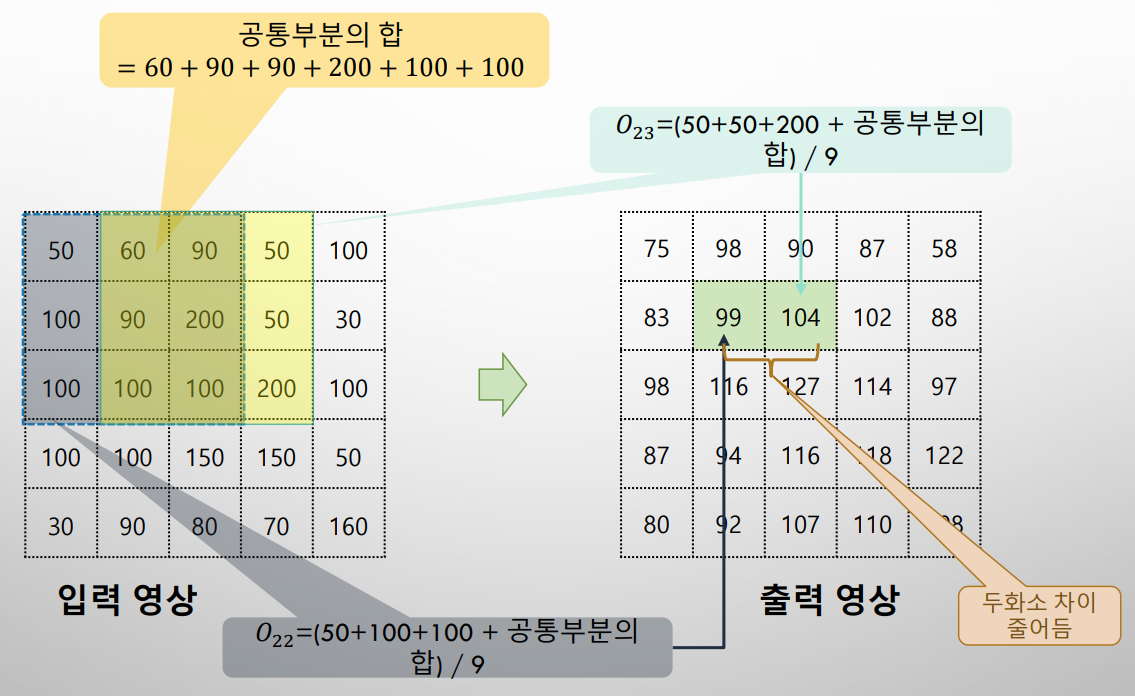 공통부분의 합
= 60 + 90 + 90 + 200 + 100 + 100
O23=(50+50+200 + 공통부분의
합) / 9
50 60 90 50 100
100 90 200 50 30
100 100 100 200 100
100 100 150 150 50
30 90 80 70 160
입력 영상
75 98 90 87 58
83 99 104 102 88
98 116 127 114 97
87 94 116 118 122
80 92 107 110
출력 영상
O22=(50+100+100 + 공통부분의
합) / 9
두화소 차이
줄어듬